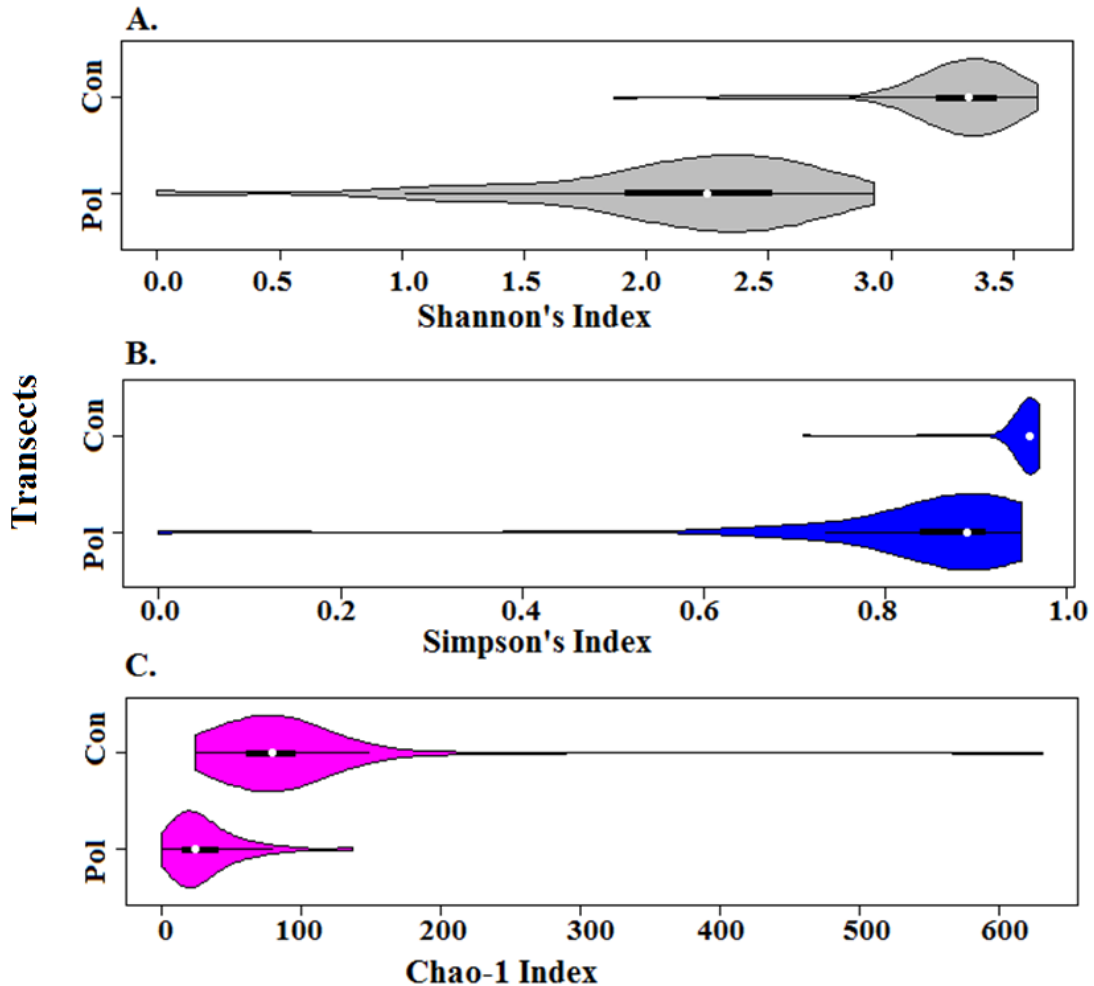 A.
Con
Pol
0.0 0.5 1.0 1.5 2.0 2.5 3.0 3.5
Shannon's Index
B.
Transects
Con
Pol
0.0 0.2 0.4 0.6 0.8 1.0
Simpson's Index
C.
Con
Pol
0 100 200 300 400 500 600
Chao-1 Index